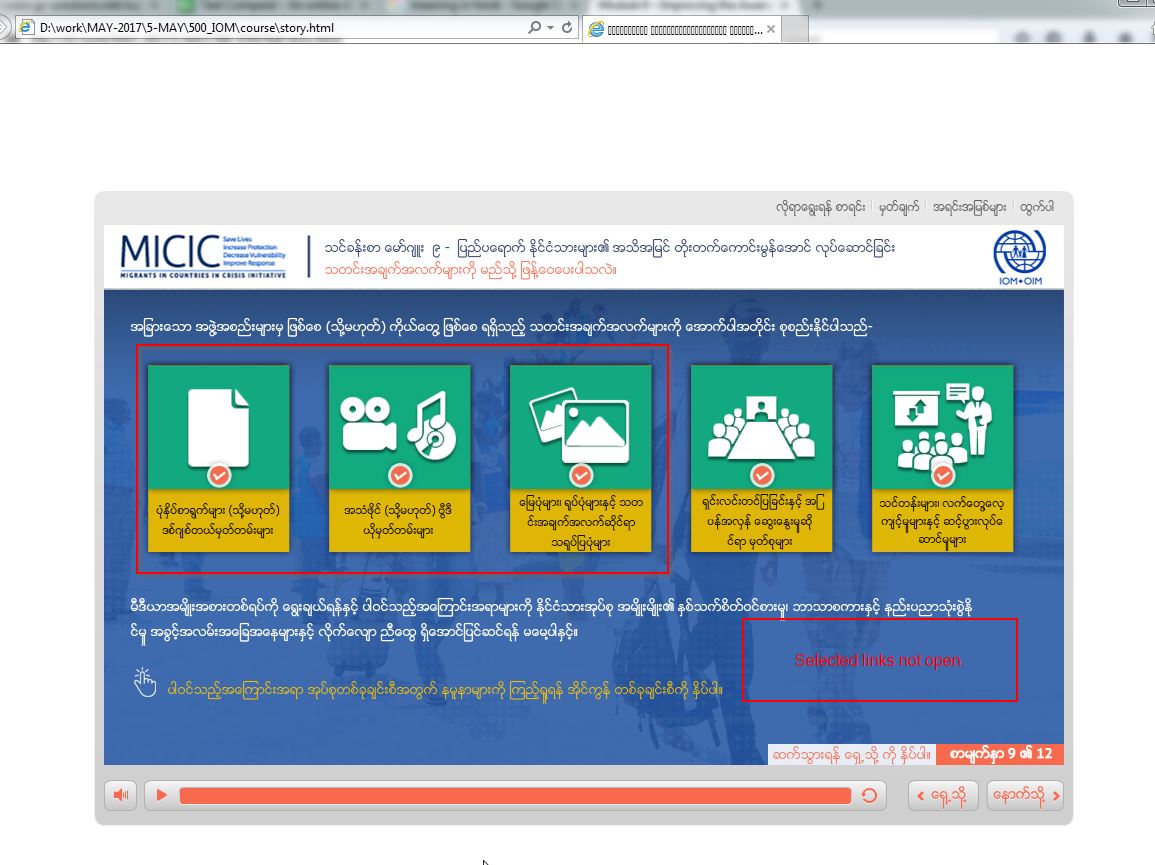 D:\work\MAY-2017\5-MAY\500_IOM\course\story.html
လိုရာရွေးရန် စာရင်း
မှတ်ချက်
အရင်းအမြစ်များ
ထွက်ပါ
MICIC
Save Lives
Increase Protection
Decrease Vulnerability
Improve Response
MIGRANTS IN COUNTRIES IN CRISIS INITIATIVE
သင်ခန်းစာ မော်ဂျူး ၉ - ပြည်ပရောက် နိုင်ငံသားများ၏ အသိအမြင် တိုးတက်ကောင်းမွန်အောင် လုပ်ဆောင်ခြင်း
သတင်းအချက်အလက်များကို မည်သို့ ဖြန့်ဝေပေးပါသလဲ။
IOM•OIM
အခြားသော အဖွဲ့အစည်းများမှ ဖြစ်စေ (သို့မဟုတ်) ကိုယ်တွေ့ ဖြစ်စေ ရရှိသည့် သတင်းအချက်အလက်များကို အောက်ပါအတိုင်း စုစည်းနိုင်ပါသည်-
ပုံနှိပ်စာရွက်များ (သို့မဟုတ်)
ဒစ်ဂျစ်တယ်မှတ်တမ်းများ
အသံဖိုင် (သို့မဟုတ်) ဗွီဒီ
ယိုမှတ်တမ်းများ
မြေပုံများ၊ ရုပ်ပုံများနှင့် သတ
င်းအချက်အလက်ဆိုင်ရာ
သရုပ်ပြပုံများ
ရှင်းလင်းတင်ပြခြင်းနှင့် အပြ
ပန်အလှန် ဆွေးနွေးမှုဆို
င်ရာ မှတ်စုများ
သင်တန်းများ၊ လက်တွေ့လေ့
ကျင့်မှုများနှင့် ဆင့်ပွားလုပ်ဆ
ောင်မှုများ
မီဒီယာအမျိုးအစားတစ်ရပ်ကို ရွေးချယ်ရန်နှင့် ပါဝင်သည့်အကြောင်းအရာများကို နိုင်ငံသားအုပ်စု အမျိုးမျိုး၏ နှစ်သက်စိတ်ဝင်စားမှု၊ ဘာသာစကားနှင့် နည်းပညာသုံးစွဲနို
င်မှု အခွင့်အလမ်းအခြေအနေများနှင့် လိုက်လျော ညီထွေ ရှိအောင်ပြင်ဆင်ရန် မမေ့ပါနှင့်။
Selected links not open.
ပါဝင်သည့်အကြောင်းအရာ အုပ်စုတစ်ခုချင်းစီအတွက် နမူနာများကို ကြည့်ရှုရန် အိုင်ကွန် တစ်ခုချင်းစီကို နှိပ်ပါ။
ဆက်သွားရန် ရှေ့သို့ ကို နှိပ်ပါ။
စာမျက်နှာ 9 ၏ 12
ရှေ့သို့
နောက်သို့